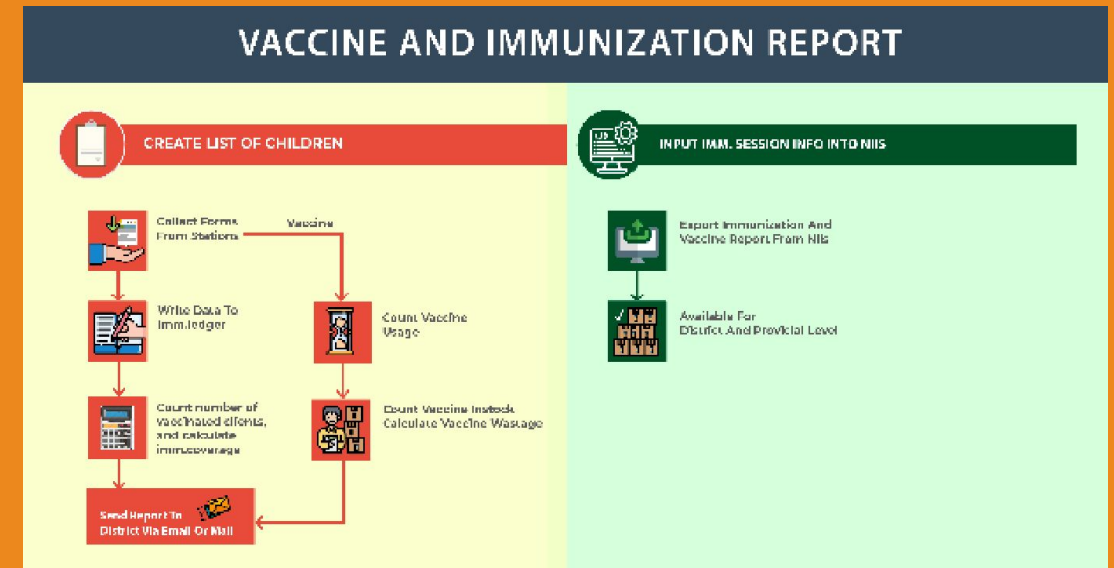 VACCINE AND IMMUNIZATION REPORT
CREATE LIST OF CHILDREN
Collect Forms
From Stations
Vaccine
Write Data To
Imm.ledger
Count Vaccine
Usage
Count number of
vaccinated clients,
and calculate
imm.coverage
Count Vaccine Instock
Calculate Vaccine Wastage
Send Report To
District Via Email Or Mail
INPUT IMM. SESSION INFO INTO NIIS
Export Immunization And
Vaccine Report From NIIs
Available For
District And Provicial Level